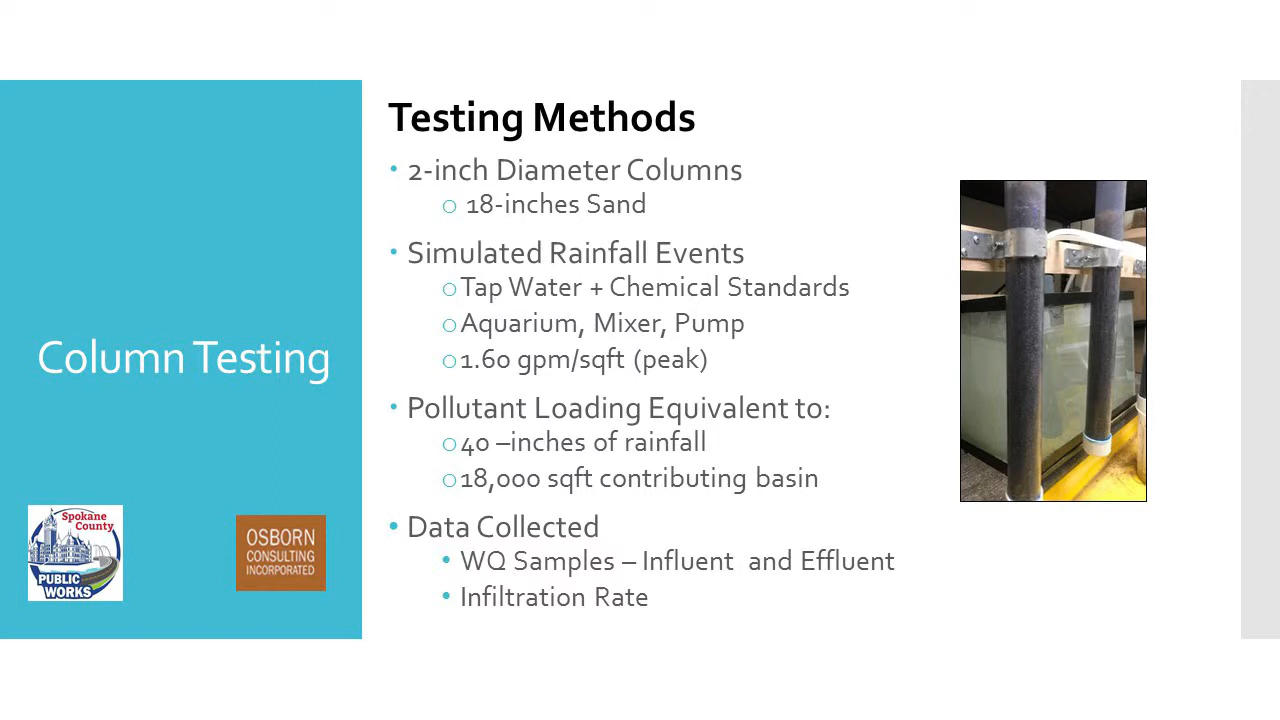 Testing Methods
2-inch Diameter Columns
18-inches Sand
Simulated Rainfall Events
Tap Water + Chemical Standards
Aquarium, Mixer, Pump
1.60 gpm/sqft (peak)
Pollutant Loading Equivalent to:
40 –inches of rainfall
18,000 sqft contributing basin
Data Collected
WQ Samples – Influent and Effluent
Infiltration Rate
Column Testing
Spokane
County
PUBLIC
WORKS
OSBORN
CONSULTING
INCORPORATED